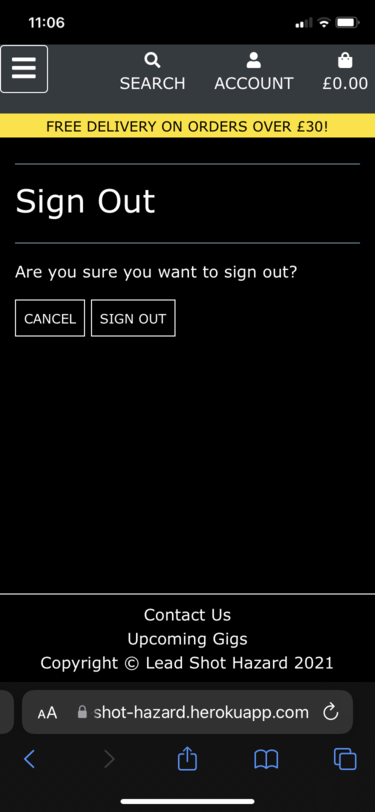 11:06
SEARCH ACCOUNT £0.00
FREE DELIVERY ON ORDERS OVER £30!
Sign Out
Are you sure you want to sign out?
CANCEL SIGN OUT
Contact Us
Upcoming Gigs
Copyright © Lead Shot Hazard 2021
AA shot-hazard.herokuapp.com